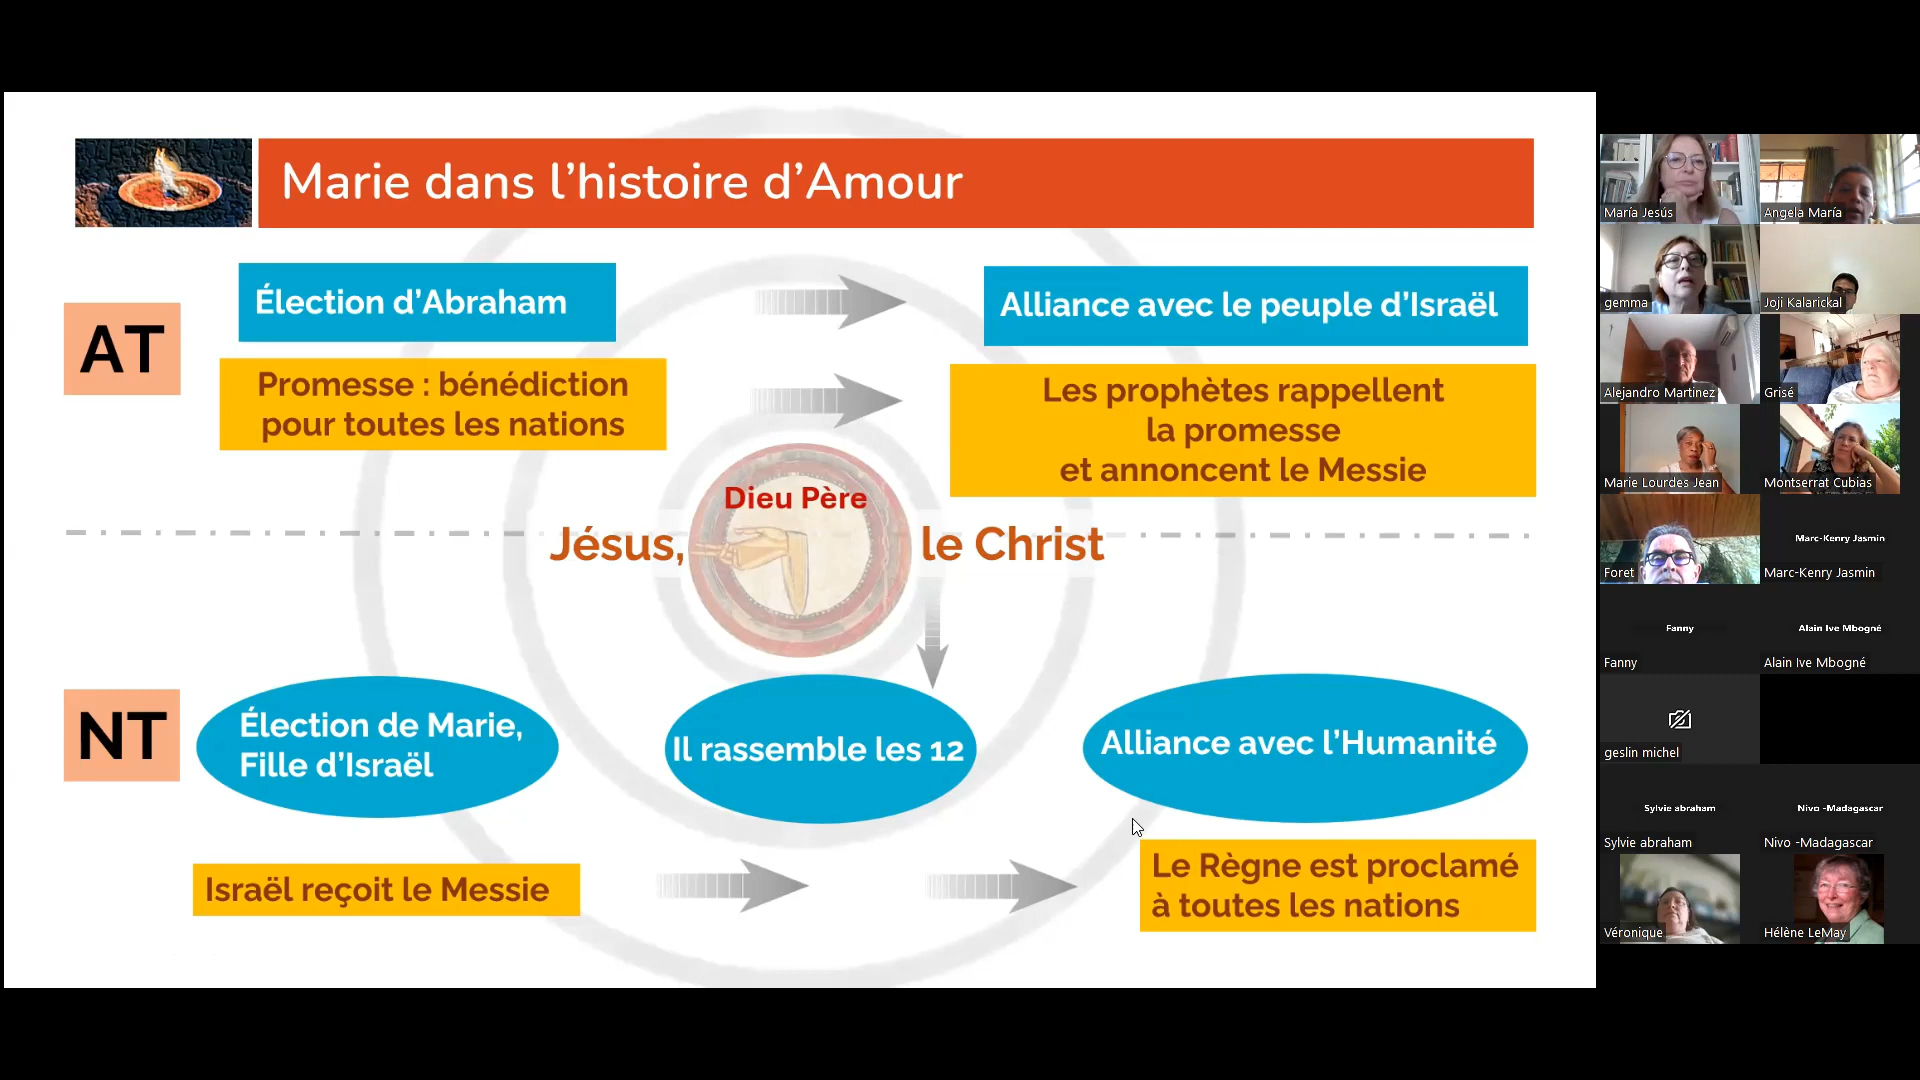 Marie dans l’histoire d’Amour
AT
Élection d’Abraham
Alliance avec le peuple d’Israël
Promesse : bénédiction
pour toutes les nations
Les prophètes rappellent
la promesse
et annoncent le Messie
Dieu Père
Jésus, le Christ
NT
Élection de Marie,
Fille d’Israël
Il rassemble les 12
Alliance avec l’Humanité
Israël reçoit le Messie
Le Règne est proclamé
à toutes les nations
María Jesús
Angela María
gemma
Joji Kalarickal
Alejandro Martinez
Grisé
Marie Lourdes Jean
Montserrat Cubias
Foret
Marc-Kenry Jasmin
Marc-Kenry Jasmin
Fanny
Fanny
Alain Ive Mbogné
Alain Ive Mbogné
geslin michel
Sylvie abraham
Sylvie abraham
Nivo -Madagascar
Nivo -Madagascar
Véronique
Hélène LeMay